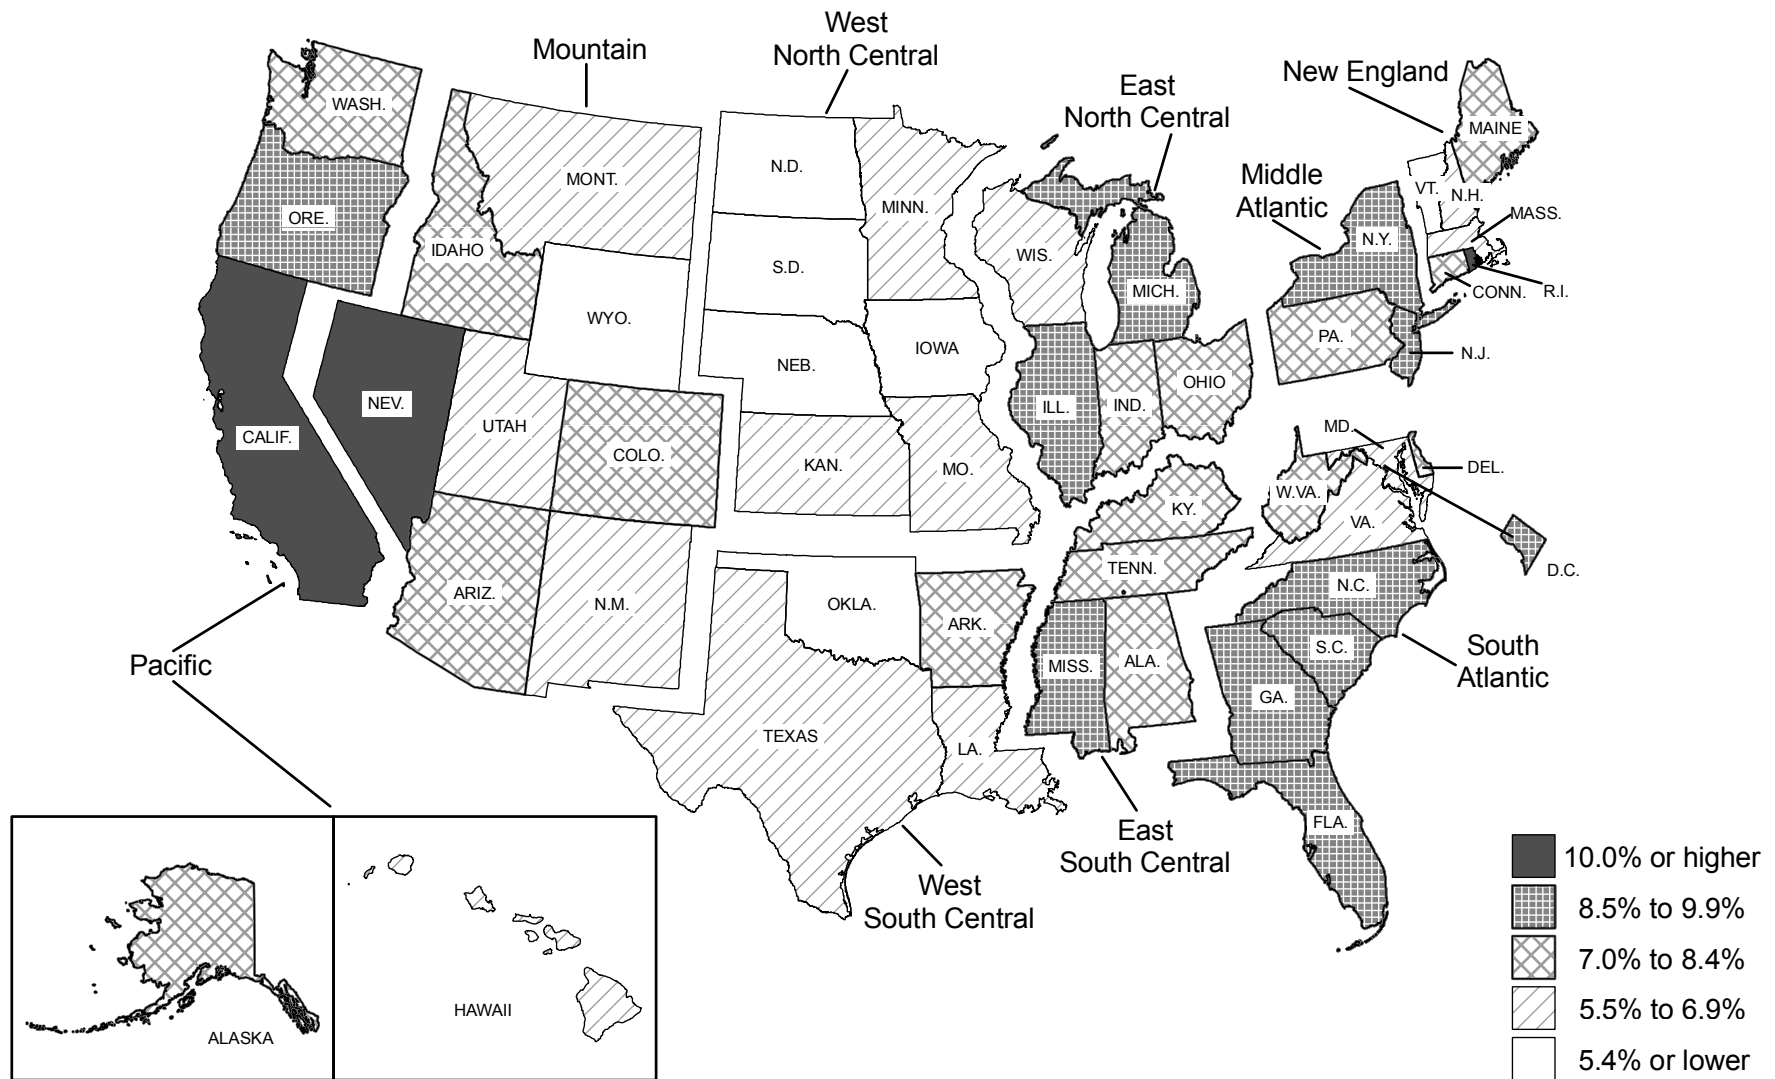 West
North Central
Mountain
East
North Central
New England
Middle
Atlantic
WASH.
ORE.
IDAHO
MONT.
WYO.
N.D.
S.D.
NEB.
MINN.
IOWA
WIS.
MICH.
N.Y.
VT.
N.H.
MAINE
MASS.
CONN.
R.I.
PA.
N.J.
CALIF.
NEV.
UTAH
COLO.
KAN.
MO.
ILL.
IND.
OHIO
MD.
DEL.
W.VA.
VA.
KY.
TENN.
D.C.
N.C.
S.C.
ARIZ.
N.M.
OKLA.
ARK.
MISS.
ALA.
GA.
South
Atlantic
Pacific
TEXAS
LA.
FLA.
East
South Central
West
South Central
ALASKA
HAWAII
10.0% or higher
8.5% to 9.9%
7.0% to 8.4%
5.5% to 6.9%
5.4% or lower